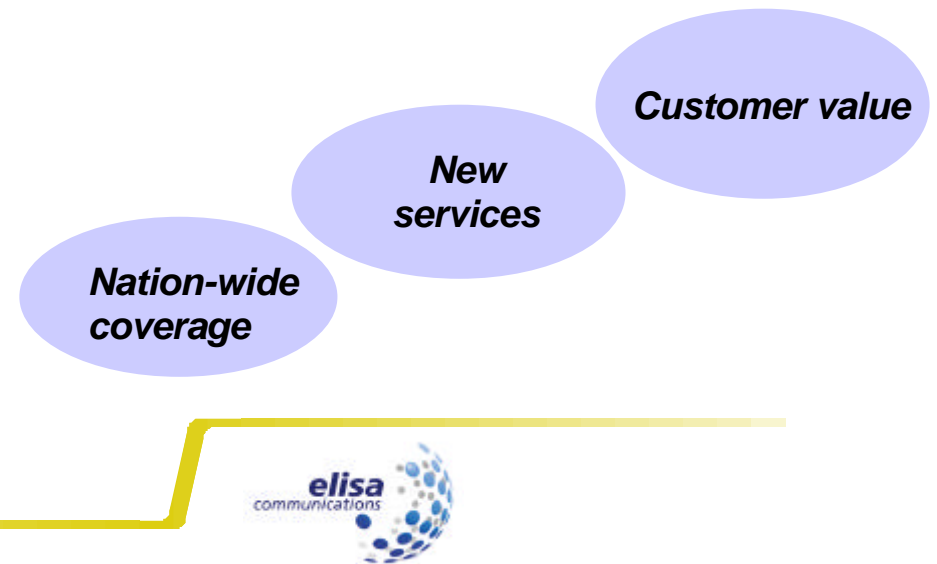 Customer value
New
services
Nation-wide
coverage
elisa
communications